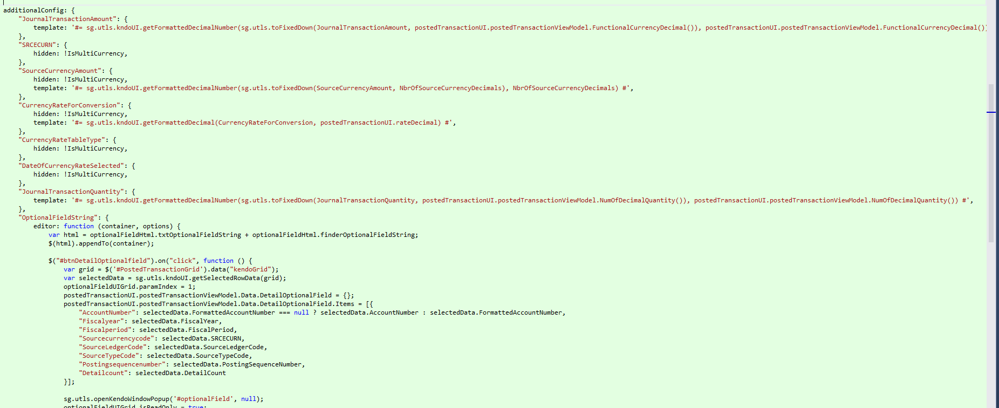 additionalConfig: {
"JournalTransactionAmount": {
template: '#= sg.utls.kndoUI.getFormattedDecimalNumber(sg.utls.toFixedDown(JournalTransactionAmount, postedTransactionUI.postedTransactionViewModel.FunctionalCurrencyDecimal()), postedTransactionUI.postedTransactionViewModel.FunctionalCurrencyDecimal())
},
"SRCECURN": {
hidden: !IsMultiCurrency,
},
"SourceCurrencyAmount": {
hidden: !IsMultiCurrency,
template: '#= sg.utls.kndoUI.getFormattedDecimalNumber(sg.utls.toFixedDown(SourceCurrencyAmount, NbrOfSourceCurrencyDecimals), NbrOfSourceCurrencyDecimals) #',
},
"CurrencyRateForConversion": {
hidden: !IsMultiCurrency,
template: '#= sg.utls.kndoUI.getFormattedDecimal(CurrencyRateForConversion, postedTransactionUI.rateDecimal) #',
},
"CurrencyRateTableType": {
hidden: !IsMultiCurrency,
},
"DateOfCurrencyRateSelected": {
hidden: !IsMultiCurrency,
},
"JournalTransactionQuantity": {
template: '#= sg.utls.kndoUI.getFormattedDecimalNumber(sg.utls.toFixedDown(JournalTransactionQuantity, postedTransactionUI.postedTransactionViewModel.NumOfDecimalQuantity()), postedTransactionUI.postedTransactionViewModel.NumOfDecimalQuantity()) #',
},
"OptionalFieldString": {
editor: function (container, options) {
var html = optionalFieldHtml.txtOptionalFieldString + optionalFieldHtml.finderOptionalFieldString;
$(html).appendTo(container);
$("#btnDetailOptionalfield").on("click", function () {
var grid = $('#PostedTransactionGrid').data("kendoGrid");
var selectedData = sg.utls.kndoUI.getSelectedRowData(grid);
optionalFieldUIGrid.paramIndex = 1;
postedTransactionUI.postedTransactionViewModel.Data.DetailOptionalField = {};
postedTransactionUI.postedTransactionViewModel.Data.DetailOptionalField.Items = [{
"AccountNumber": selectedData.FormattedAccountNumber === null ? selectedData.AccountNumber : selectedData.FormattedAccountNumber,
"Fiscalyear": selectedData.FiscalYear,
"Fiscalperiod": selectedData.FiscalPeriod,
"Sourcecurrencycode": selectedData.SRCECURN,
"SourceLedgerCode": selectedData.SourceLedgerCode,
"SourceTypeCode": selectedData.SourceTypeCode,
"Postingsequencenumber": selectedData.PostingSequenceNumber,
"Detailcount": selectedData.DetailCount
}];
sg.utls.openKendoWindowPopup('#optionalField', null);
optionalFieldUIGrid.isReadOnly = true;